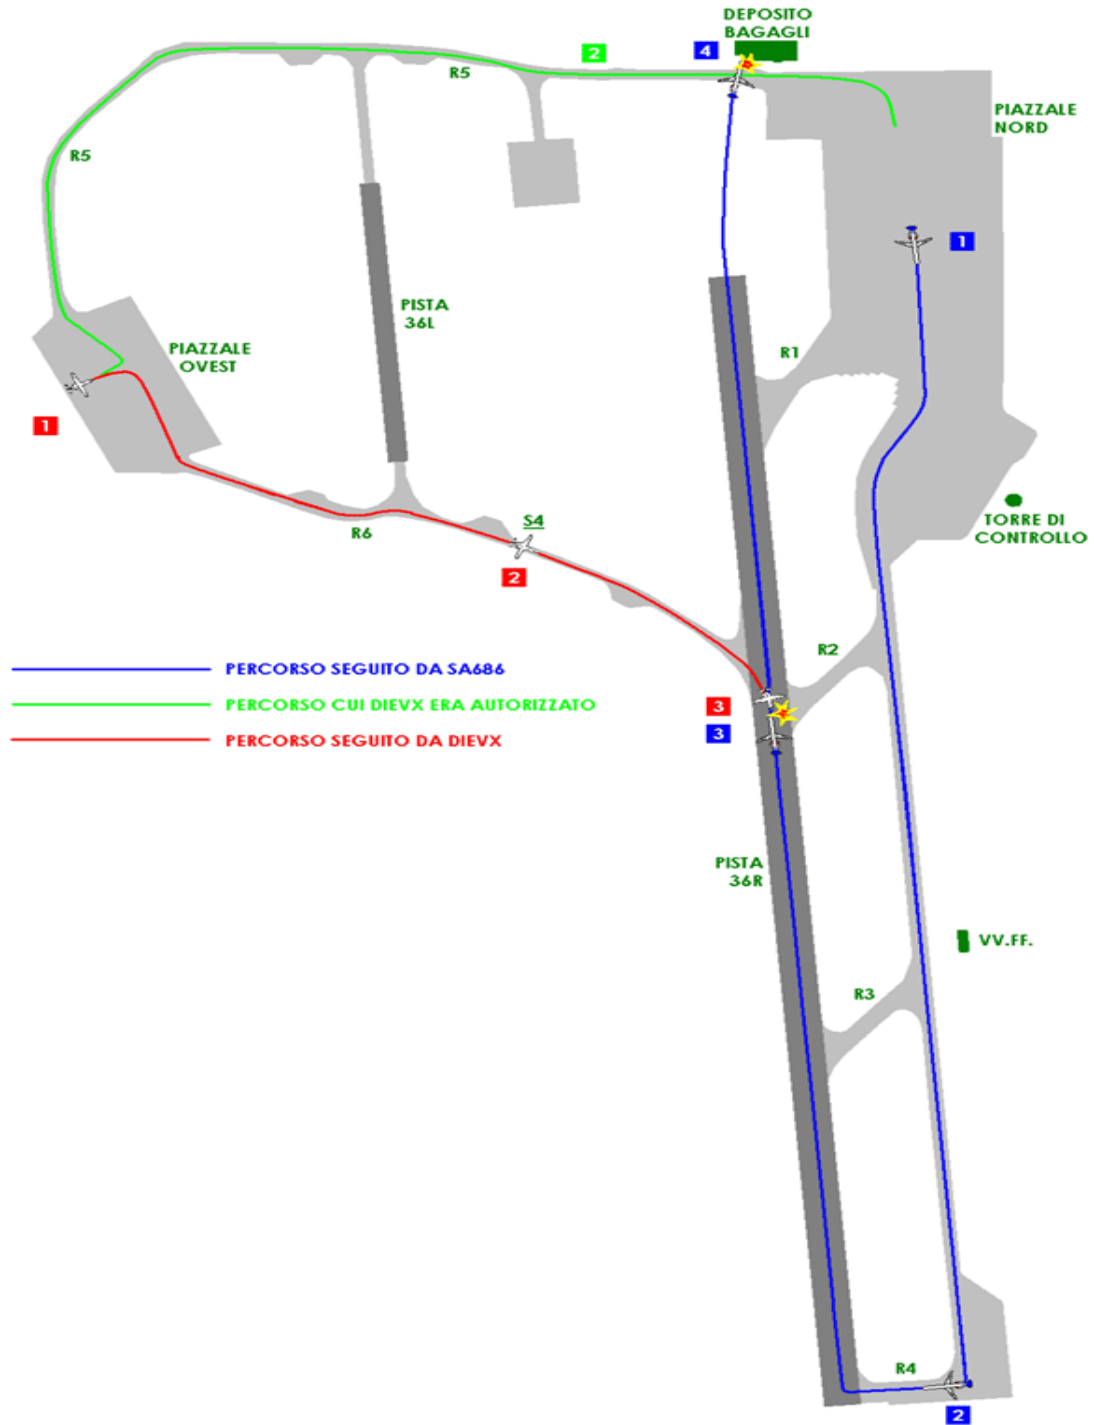 DEPOSITO
BAGAGLI
4
2
R5
PIAZZALE
NORD
R5
1
PISTA
36L
PIAZZALE
OVEST
R1
1
S4
TORRE DI
CONTROLLO
R6
2
R2
PERCORSO SEGUITO DA SA686
PERCORSO CUI DIEVX ERA AUTORIZZATO
PERCORSO SEGUITO DA DIEVX
3
3
PISTA
36R
VV.FF.
R3
R4
2